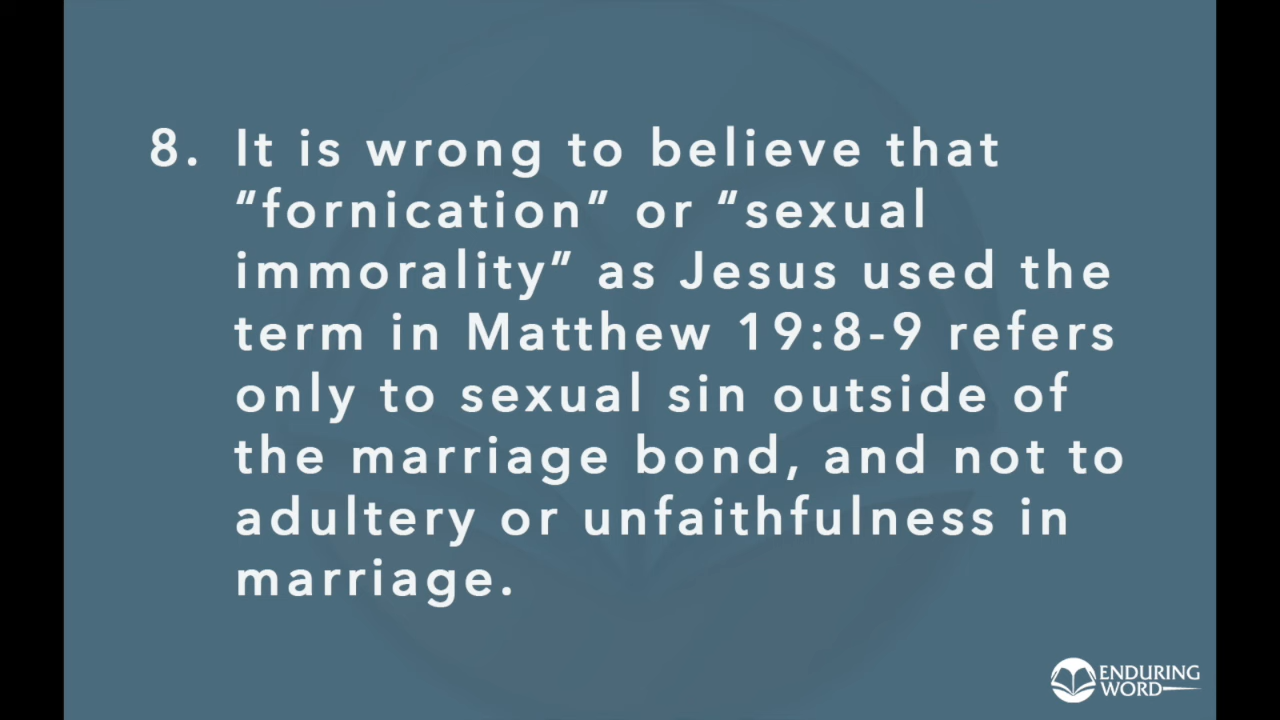 8. It is wrong to believe that
“fornication” or “sexual
immorality” as Jesus used the
term in Matthew 19:8-9 refers
only to sexual sin outside of
the marriage bond, and not to
adultery or unfaithfulness in
marriage.
ENDURING
WORD